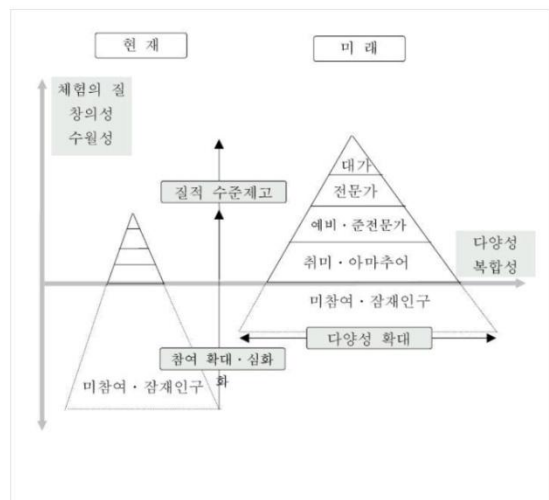 현 재
미 래
체험의 질
창의성
수월성
질적 수준제고
대가
전문가
예비·준전문가
취미·아마추어
다양성
복합성
미참여·잠재인구
다양성 확대
참여 확대·심화
화
미참여·잠재인구